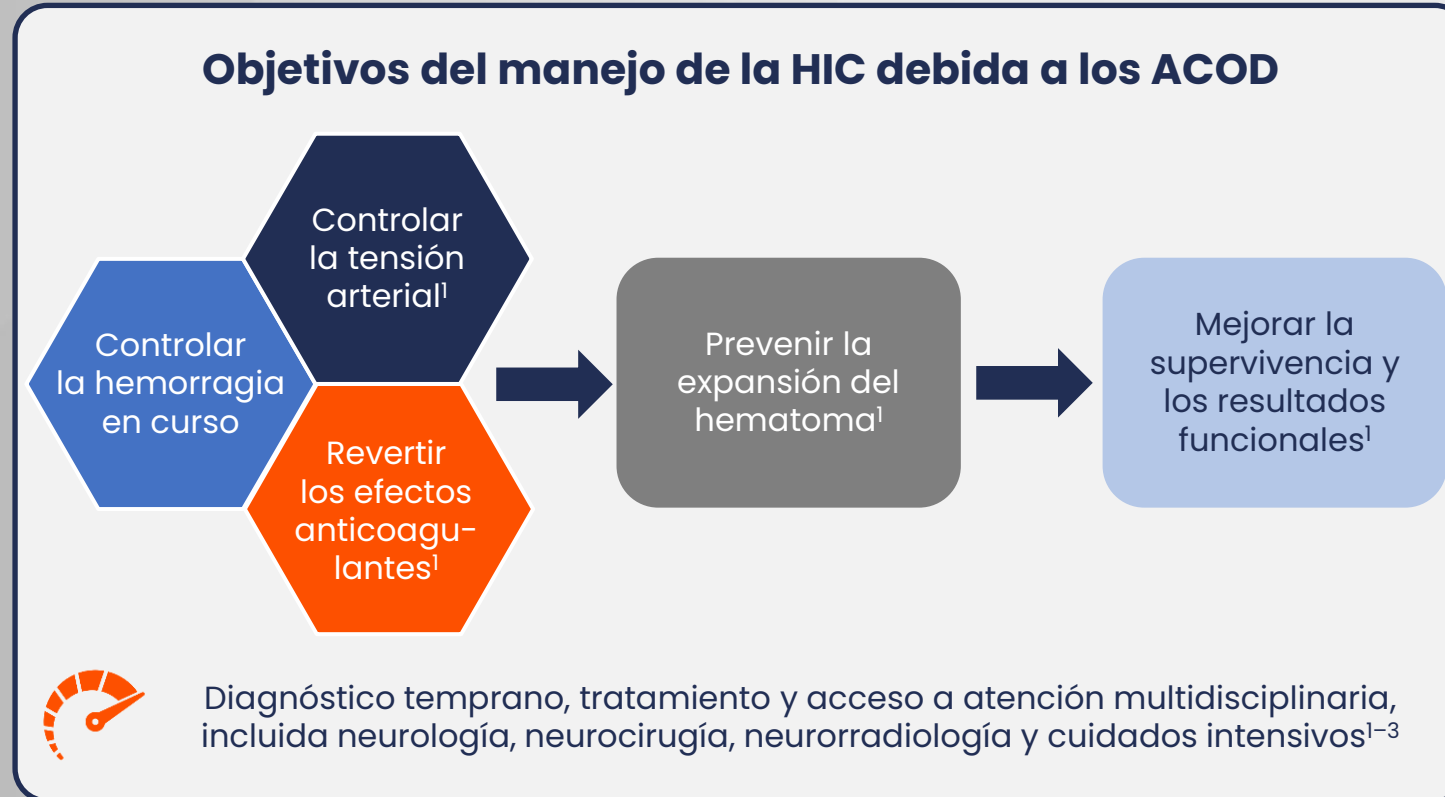 Objetivos del manejo de la HIC debida a los ACOD
Controlar
la tensión
arterial¹
Controlar
la hemorragia
en curso
Revertir
los efectos
anticoagu-
lantes¹
Prevenir la
expansión del
hematoma¹
Mejorar la
supervivencia y
los resultados
funcionales¹
Diagnóstico temprano, tratamiento y acceso a atención multidisciplinaria,
incluida neurología, neurocirugía, neurorradiología y cuidados intensivos¹⁻³